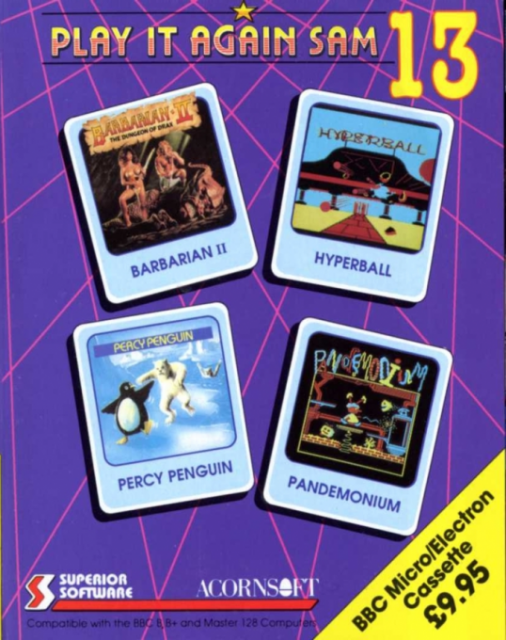 PLAY IT AGAIN SAM 13
BARBARIAN II
THE DUNGEON OF DRAX
BARBARIAN II
HYPERBALL
HYPERBALL
PERCY PENGUIN
PERCY PENGUIN
PANDEMONIUM
PANDEMONIUM
BBC Micro/Electron
Cassette
£9.95
SUPERIOR
SOFTWARE
ACORNSOFT
Compatible with the BBC B, B+ and Master 128 Computers